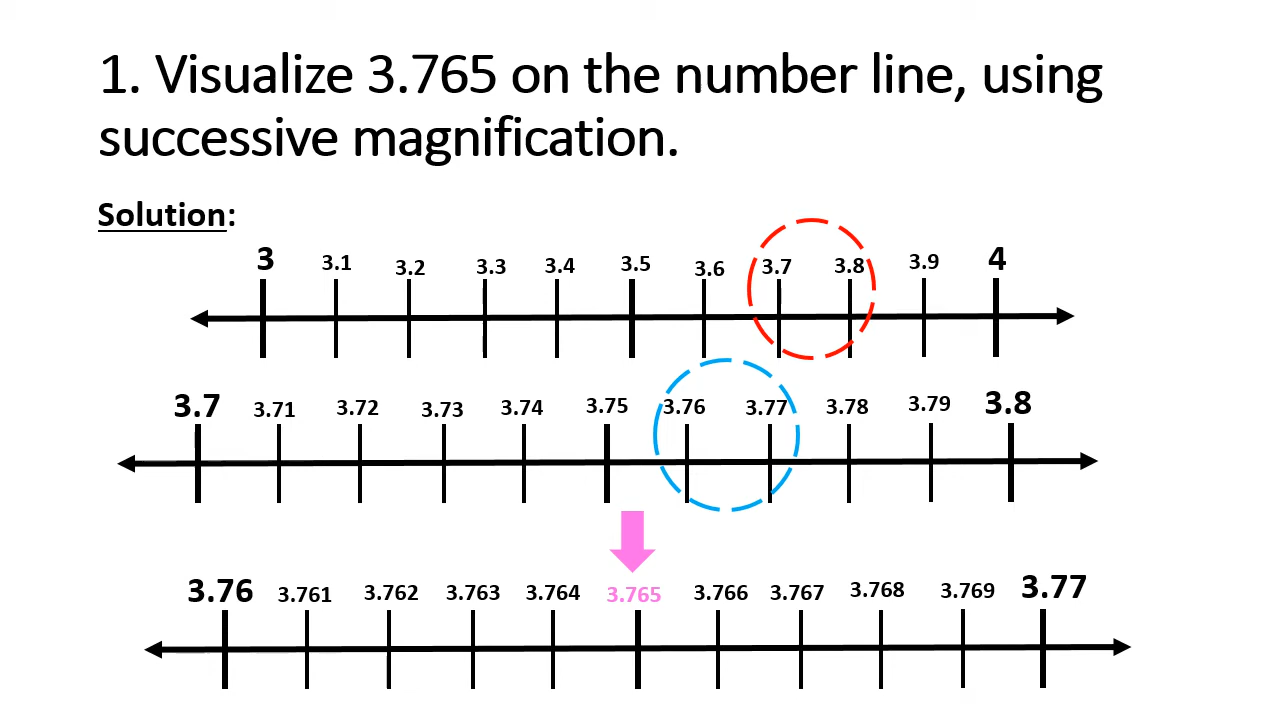 1. Visualize 3.765 on the number line, using
successive magnification.
Solution:
3 3.1 3.2 3.3 3.4 3.5 3.6 3.7 3.8 3.9 4
3.7 3.71 3.72 3.73 3.74 3.75 3.76 3.77 3.78 3.79 3.8
3.76 3.761 3.762 3.763 3.764 3.765 3.766 3.767 3.768 3.769 3.77